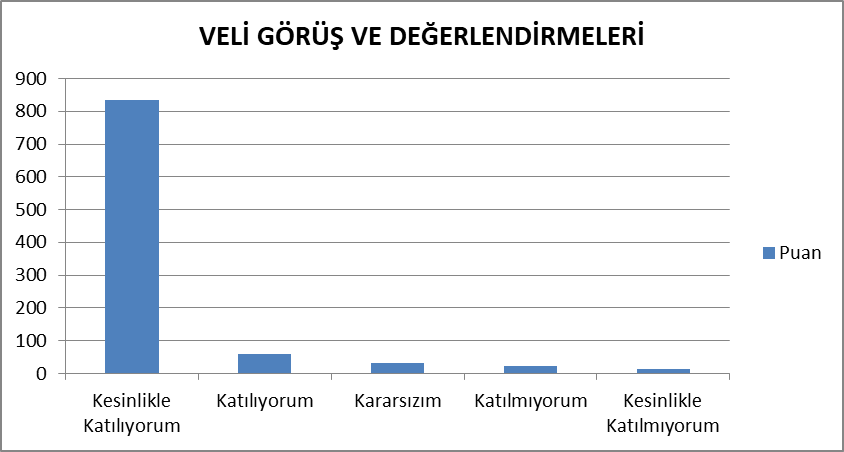 VELİ GÖRÜŞ VE DEĞERLENDİRMELERİ
900
800
700
600
500
400
300
200
100
0
Puan
Kesinlikle
Katılıyorum
Katılıyorum
Kararsızım
Katılmıyorum
Kesinlikle
Katılmıyorum